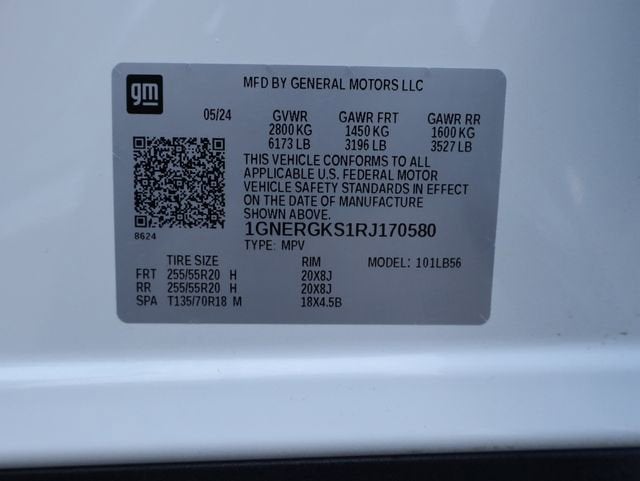 gm
MFD BY GENERAL MOTORS LLC
05/24 GVWR GAWR FRT GAWR RR
2800 KG 1450 KG 1600 KG
6173 LB 3196 LB 3527 LB
THIS VEHICLE CONFORMS TO ALL
APPLICABLE U.S. FEDERAL MOTOR
VEHICLE SAFETY STANDARDS IN EFFECT
ON THE DATE OF MANUFACTURE
SHOWN ABOVE.
1GNERGKS1RJ170580
8624
TYPE: MPV
TIRE SIZE RIM MODEL: 101LB56
FRT 255/55R20 H 20X8J
RR 255/55R20 H 20X8J
SPA T135/70R18 M 18X4.5B